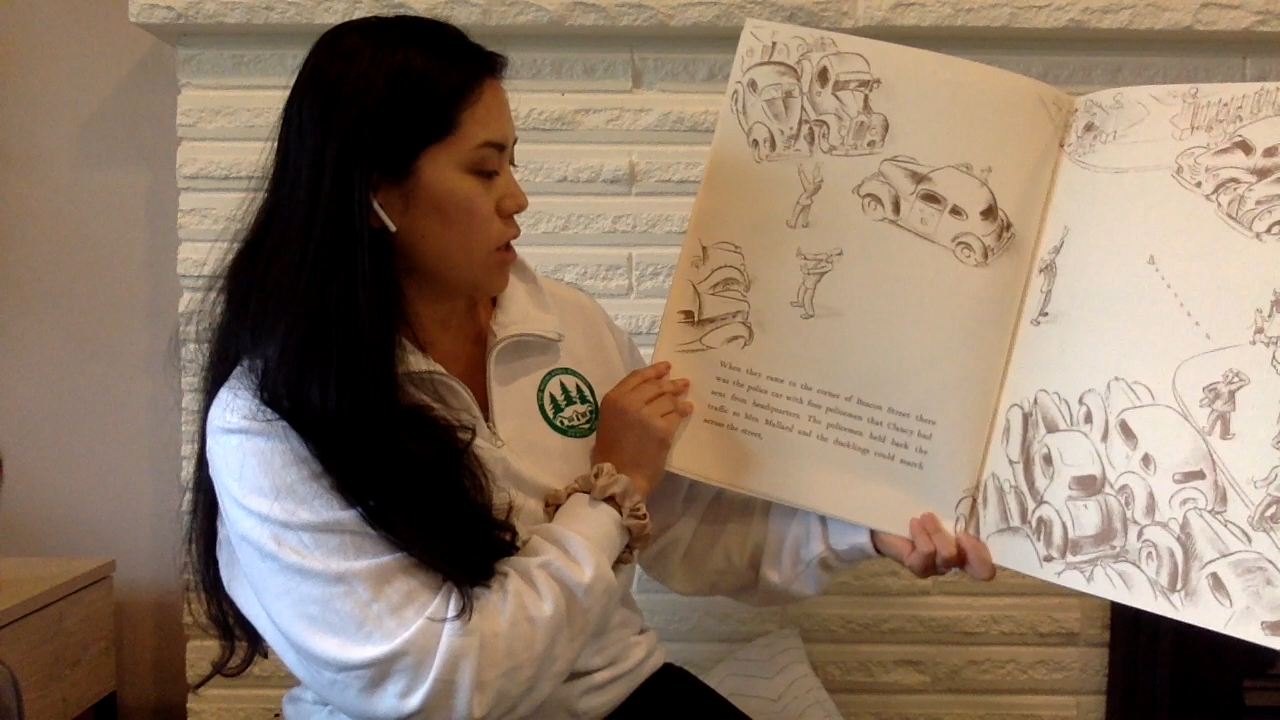 When they came to the corner of Beacon Street there
was the police car with four policemen that Clancy had
sent from headquarters. The policemen held back the
traffic so Mrs. Mallard and the ducklings could march
across the street,